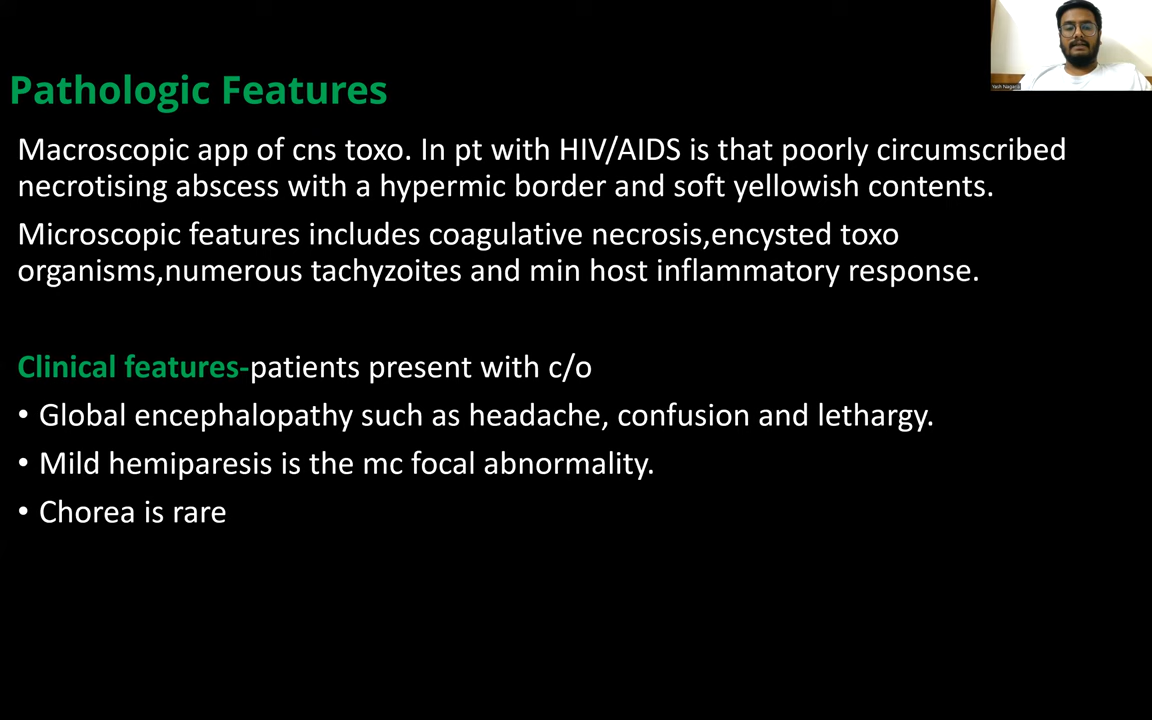 Pathologic Features
Macroscopic app of cns toxo. In pt with HIV/AIDS is that poorly circumscribed
necrotising abscess with a hypermic border and soft yellowish contents.
Microscopic features includes coagulative necrosis,encysted toxo
organisms,numerous tachyzoites and min host inflammatory response.
Clinical features-patients present with c/o
• Global encephalopathy such as headache, confusion and lethargy.
• Mild hemiparesis is the mc focal abnormality.
• Chorea is rare